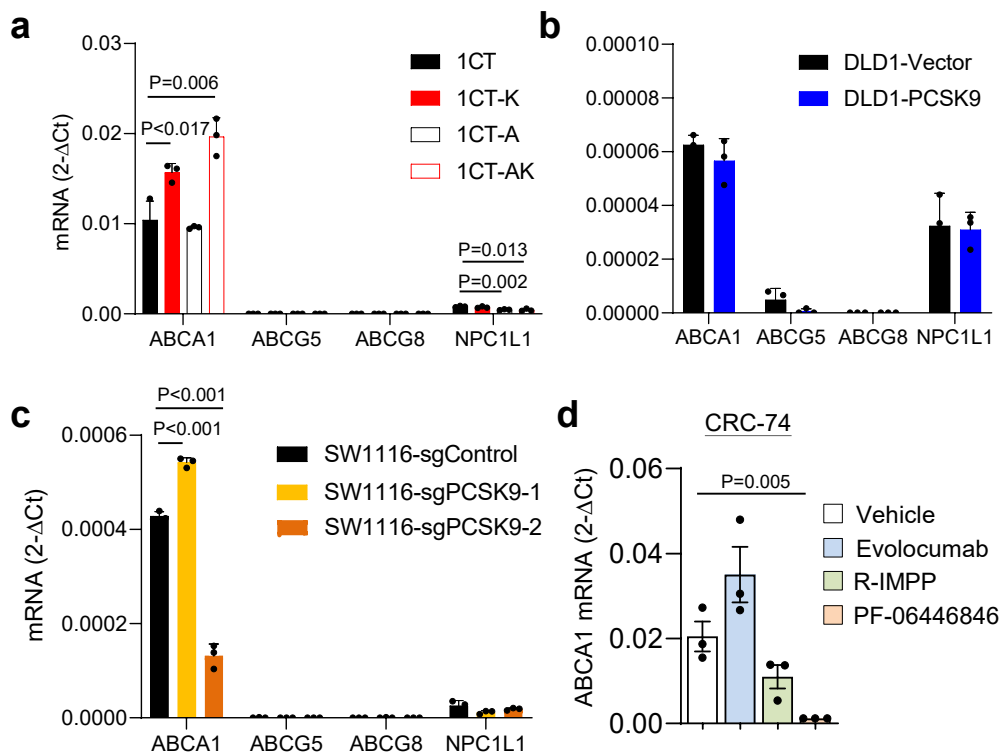 a
mRNA (2-ΔCt)
0.03
0.02
0.01
0.00
P=0.006
P<0.017
P=0.013
P=0.002
1CT
1CT-K
1CT-A
1CT-AK
ABCA1 ABCG5 ABCG8 NPC1L1
b
0.00010
0.00008
0.00006
0.00004
0.00002
0.00000
DLD1-Vector
DLD1-PCSK9
ABCA1 ABCG5 ABCG8 NPC1L1
c
mRNA (2-ΔCt)
0.0006
0.0004
0.0002
0.0000
P<0.001
P<0.001
SW1116-sgControl
SW1116-sgPCSK9-1
SW1116-sgPCSK9-2
ABCA1 ABCG5 ABCG8 NPC1L1
d
CRC-74
ABCA1 mRNA (2-ΔCt)
0.06
0.04
0.02
0.00
P=0.005
Vehicle
Evolocumab
R-IMPP
PF-06446846